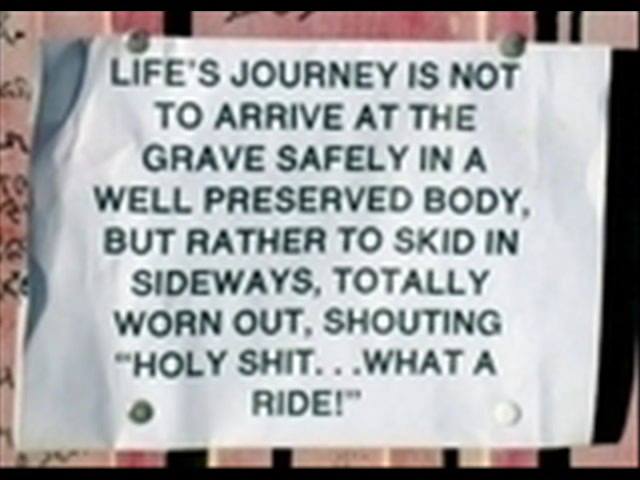 LIFE'S JOURNEY IS NOT
TO ARRIVE AT THE
GRAVE SAFELY IN A
WELL PRESERVED BODY,
BUT RATHER TO SKID IN
SIDEWAYS, TOTALLY
WORN OUT, SHOUTING
"HOLY SHIT. . .WHAT A
RIDE!"